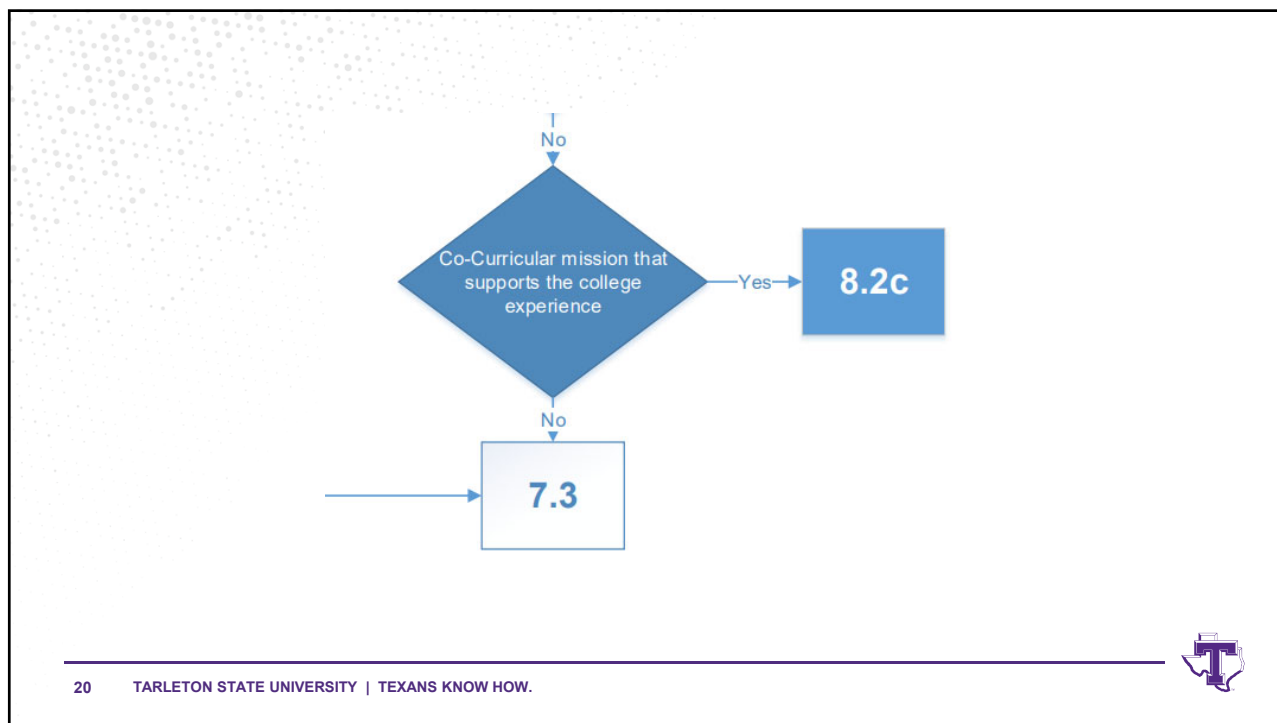 No
Co-Curricular mission that
supports the college
experience
Yes
8.2c
No
7.3
20 TARLETON STATE UNIVERSITY | TEXANS KNOW HOW.
T